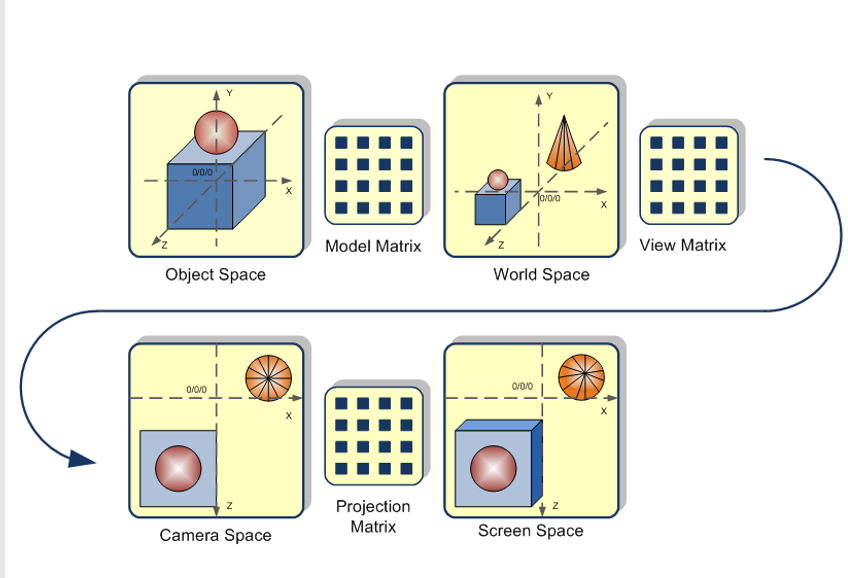 Y
0/0/0
X
Z
Object Space
Model Matrix
Y
0/0/0
X
Z
World Space
View Matrix
0/0/0
X
Z
Camera Space
Projection
Matrix
0/0/0
X
Z
Screen Space